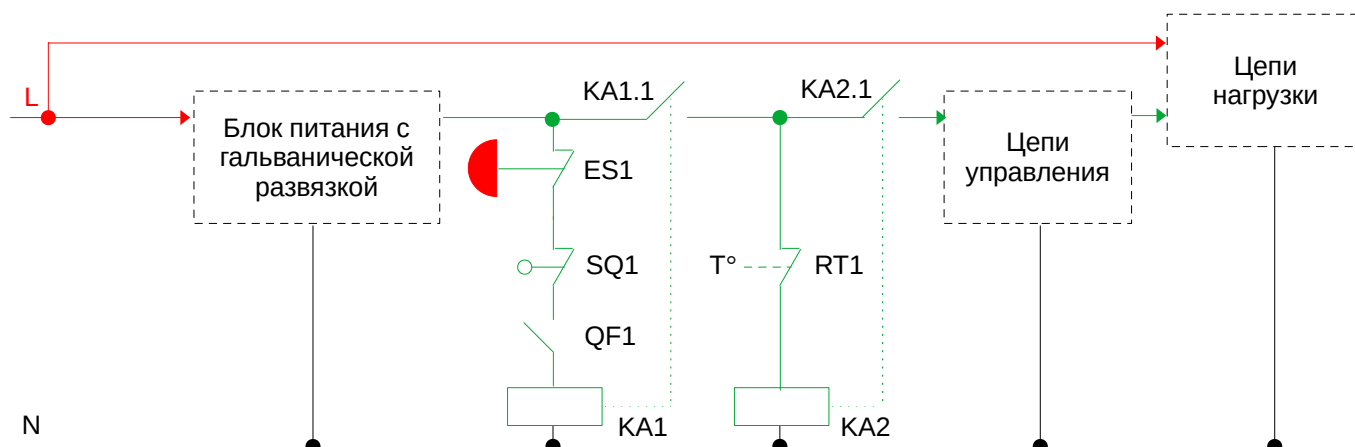 Цепи
нагрузки
L
KA1.1
KA2.1
Блок питания с
гальванической
развязкой
ES1
Цепи
управления
SQ1
T°
RT1
QF1
N
KA1
KA2